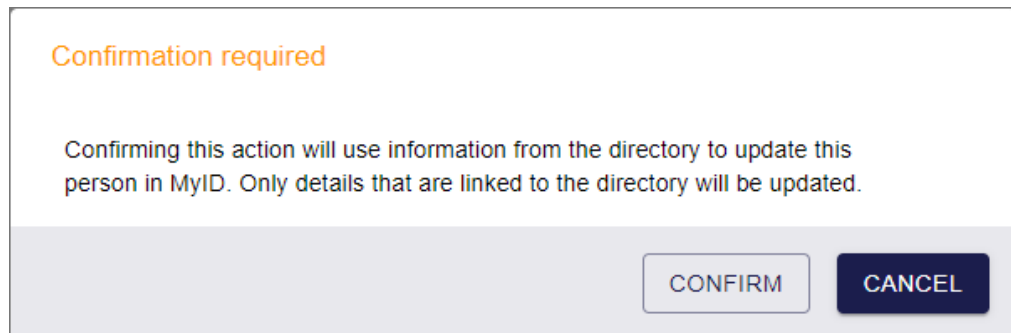 Confirmation required
Confirming this action will use information from the directory to update this
person in MyID. Only details that are linked to the directory will be updated.
CONFIRM
CANCEL